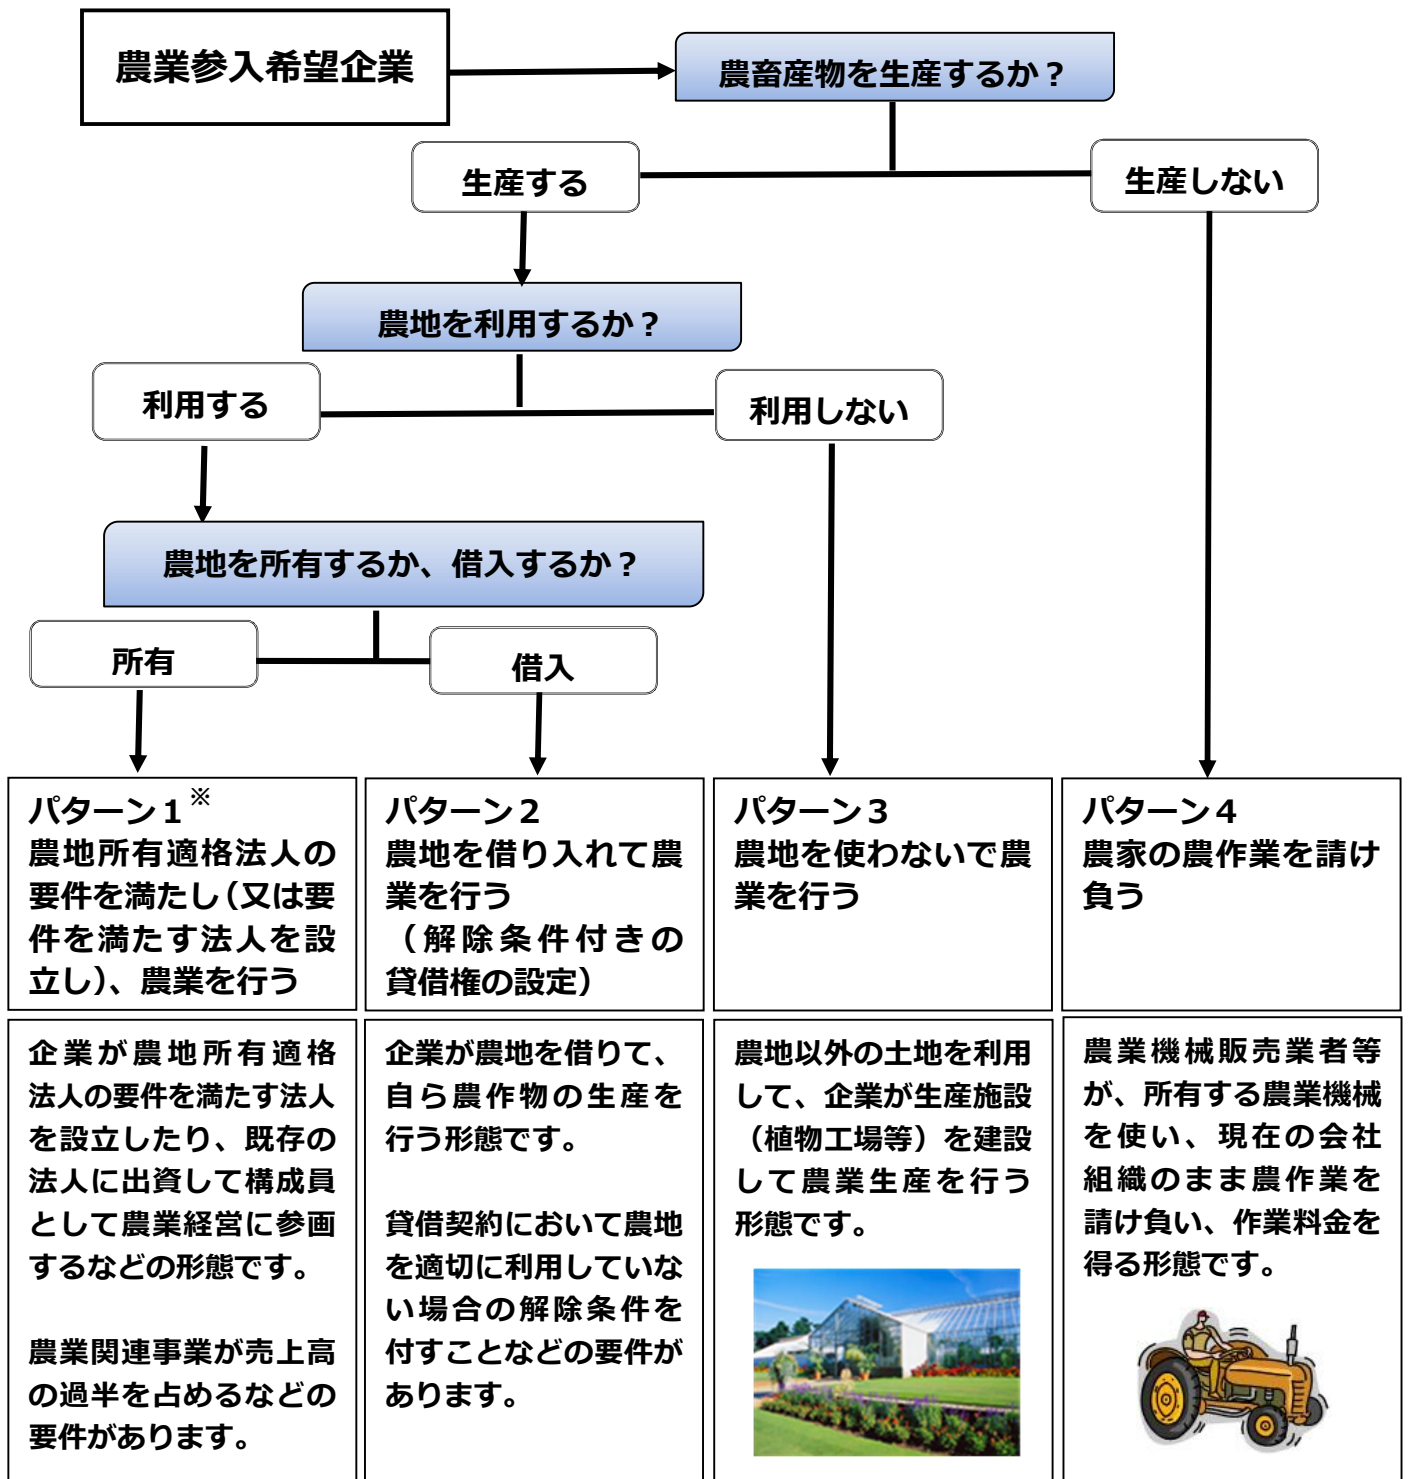 農業参入希望企業
農畜産物を生産するか？
生産する
生産しない
農地を利用するか？
利用する
利用しない
農地を所有するか、借入するか？
所有
借入
パターン１※
農地所有適格法人の
要件を満たし（又は要
件を満たす法人を設
立し）、農業を行う
パターン２
農地を借り入れて農
業を行う
（解除条件付きの
貸借権の設定）
パターン３
農地を使わないで農
業を行う
パターン４
農家の農作業を請け
負う
企業が農地所有適格
法人の要件を満たす法人
を設立したり、既存の
法人に出資して構成員
として農業経営に参画
するなどの形態です。
農業関連事業が売上高
の過半を占めるなどの
要件があります。
企業が農地を借りて、
自ら農作物の生産を
行う形態です。
貸借契約において農地
を適切に利用していな
い場合の解除条件を
付すことなどの要件が
あります。
農地以外の土地を利用
して、企業が生産施設
（植物工場等）を建設
して農業生産を行う
形態です。
農業機械販売業者等
が、所有する農業機械
を使い、現在の会社
組織のまま農作業を
請け負い、作業料金を
得る形態です。